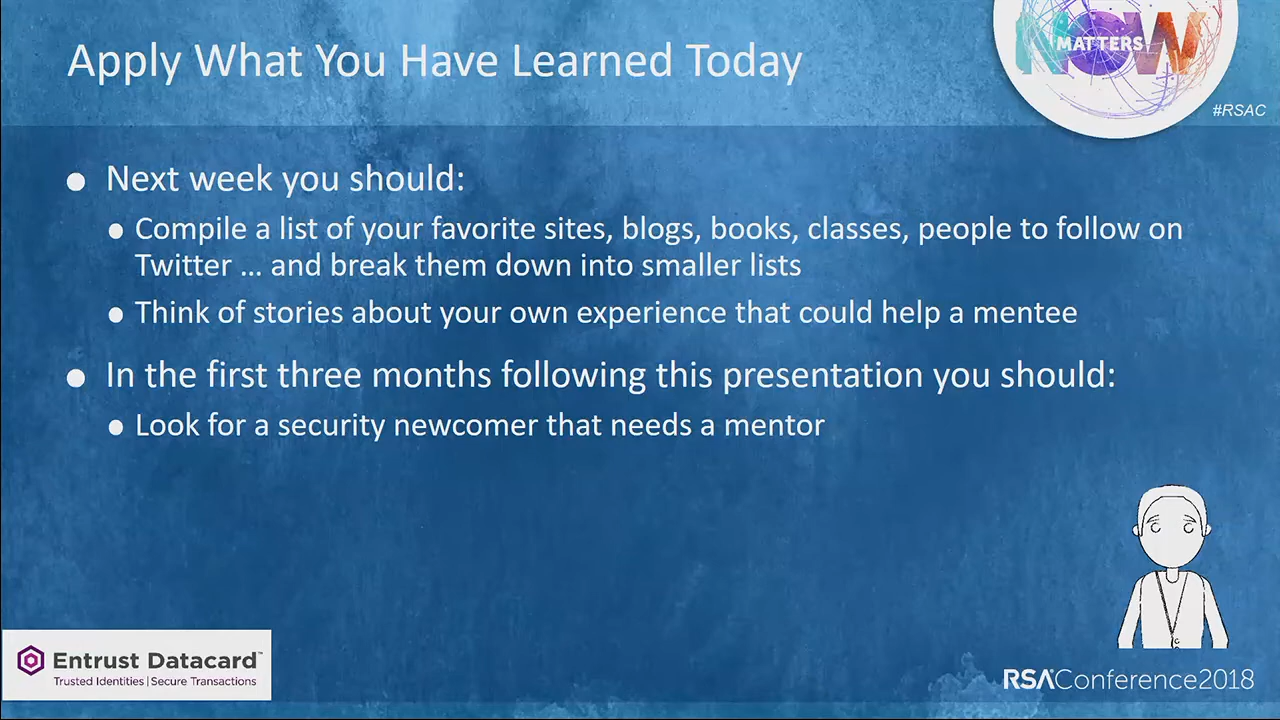 Apply What You Have Learned Today
NOW
MATTERS
#RSAC
● Next week you should:
● Compile a list of your favorite sites, blogs, books, classes, people to follow on
Twitter … and break them down into smaller lists
● Think of stories about your own experience that could help a mentee
● In the first three months following this presentation you should:
● Look for a security newcomer that needs a mentor
Entrust Datacard™
Trusted Identities | Secure Transactions
RSAConference2018